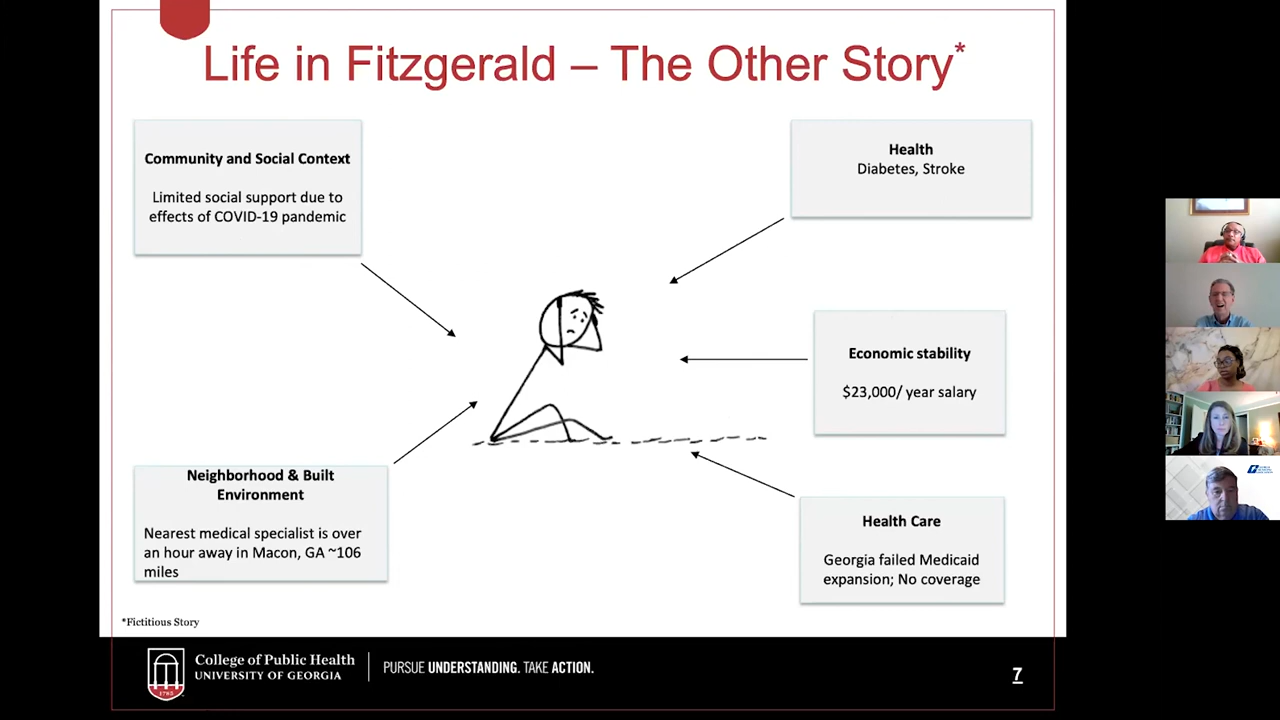 Life in Fitzgerald – The Other Story*
Community and Social Context
Limited social support due to
effects of COVID-19 pandemic
Health
Diabetes, Stroke
Economic stability
$23,000/ year salary
Neighborhood & Built
Environment
Nearest medical specialist is over
an hour away in Macon, GA ~106
miles
Health Care
Georgia failed Medicaid
expansion; No coverage
*Fictitious Story
1785
College of Public Health
UNIVERSITY OF GEORGIA
PURSUE UNDERSTANDING. TAKE ACTION.
7